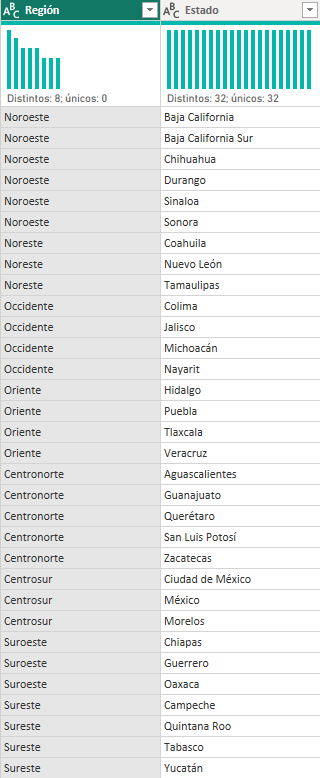 ABC Región ABC Estado
Distintos: 8; únicos: 0 Distintos: 32; únicos: 32
Noroeste Baja California
Noroeste Baja California Sur
Noroeste Chihuahua
Noroeste Durango
Noroeste Sinaloa
Noroeste Sonora
Noreste Coahuila
Noreste Nuevo León
Noreste Tamaulipas
Occidente Colima
Occidente Jalisco
Occidente Michoacán
Occidente Nayarit
Oriente Hidalgo
Oriente Puebla
Oriente Tlaxcala
Oriente Veracruz
Centronorte Aguascalientes
Centronorte Guanajuato
Centronorte Querétaro
Centronorte San Luis Potosí
Centronorte Zacatecas
Centrosur Ciudad de México
Centrosur México
Centrosur Morelos
Suroeste Chiapas
Suroeste Guerrero
Suroeste Oaxaca
Sureste Campeche
Sureste Quintana Roo
Sureste Tabasco
Sureste Yucatán